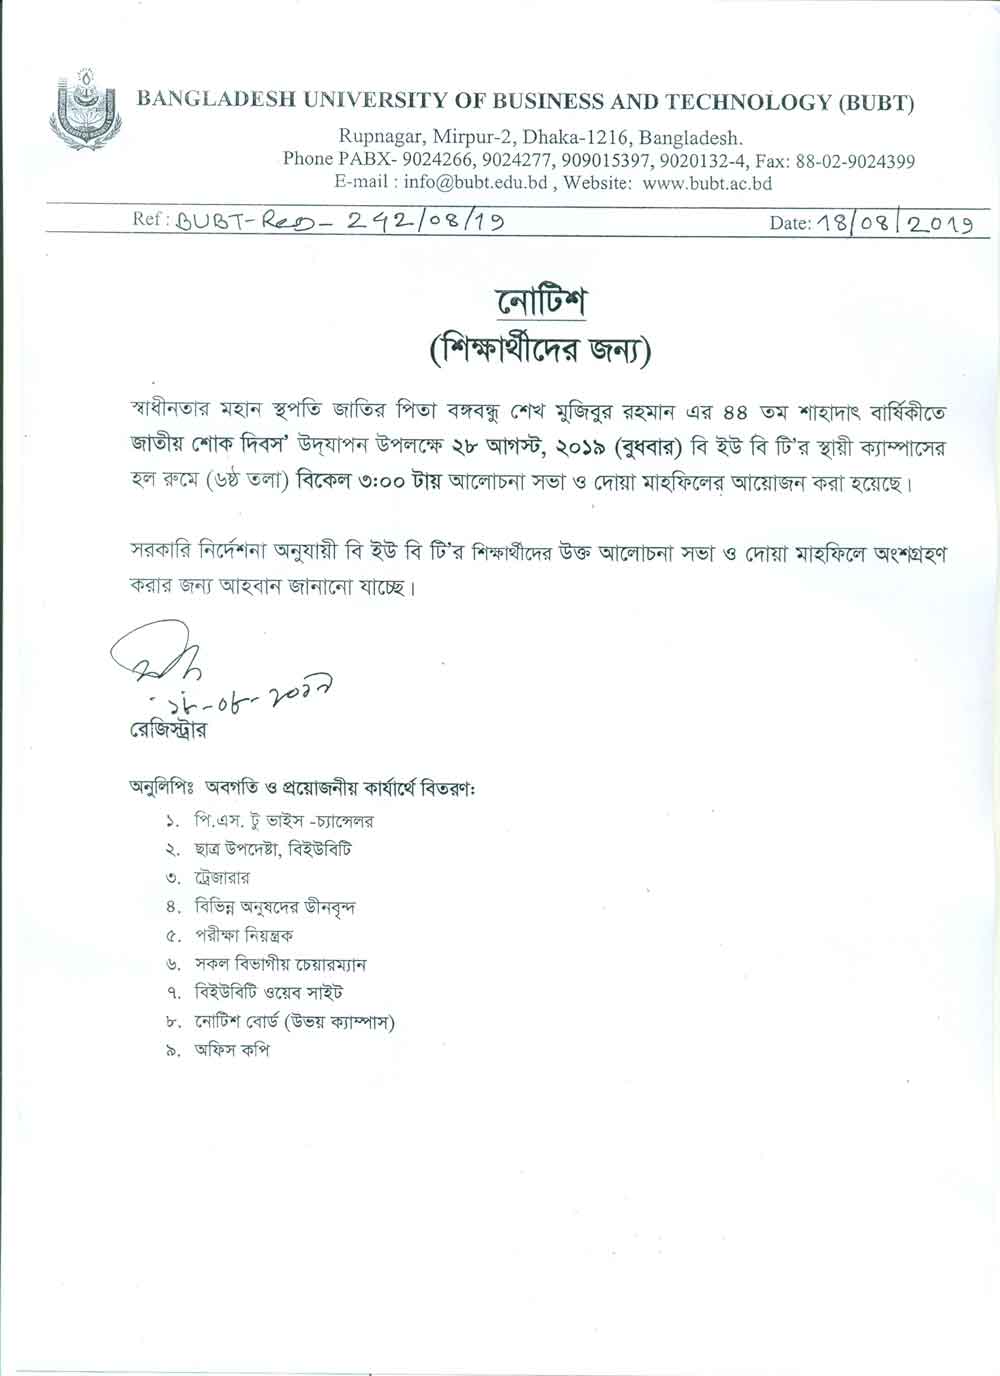 BANGLADESH UNIVERSITY OF BUSINESS AND TECHNOLOGY (BUBT)
Rupnagar, Mirpur-2, Dhaka-1216, Bangladesh.
Phone PABX- 9024266, 9024277, 909015397, 9020132-4, Fax: 88-02-9024399
E-mail : info@bubt.edu.bd , Website: www.bubt.ac.bd
Ref : BUBT-Reg- 242/08/19 Date: 18/08/2019
নোটিশ
(শিক্ষার্থীদের জন্য)
স্বাধীনতার মহান স্থপতি জাতির পিতা বঙ্গবন্ধু শেখ মুজিবুর রহমান এর ৪৪ তম শাহাদাৎ বার্ষিকীতে
জাতীয় শোক দিবস’ উদ্‌যাপন উপলক্ষে ২৮ আগস্ট, ২০১৯ (বুধবার) বি ইউ বি টি’র স্থায়ী ক্যাম্পাসের
হল রুমে (৬ষ্ঠ তলা) বিকেল ৩:০০ টায় আলোচনা সভা ও দোয়া মাহফিলের আয়োজন করা হয়েছে।
সরকারি নির্দেশনা অনুযায়ী বি ইউ বি টি’র শিক্ষার্থীদের উক্ত আলোচনা সভা ও দোয়া মাহফিলে অংশগ্রহণ
করার জন্য আহবান জানানো যাচ্ছে।
১৮-০৮-২০১৯
রেজিস্ট্রার
অনুলিপিঃ অবগতি ও প্রয়োজনীয় কার্যার্থে বিতরণ:
১. পি.এস. টু ভাইস -চ্যান্সেলর
২. ছাত্র উপদেষ্টা, বিইউবিটি
৩. ট্রেজারার
৪. বিভিন্ন অনুষদের ডীনবৃন্দ
৫. পরীক্ষা নিয়ন্ত্রক
৬. সকল বিভাগীয় চেয়ারম্যান
৭. বিইউবিটি ওয়েব সাইট
৮. নোটিশ বোর্ড (উভয় ক্যাম্পাস)
৯. অফিস কপি